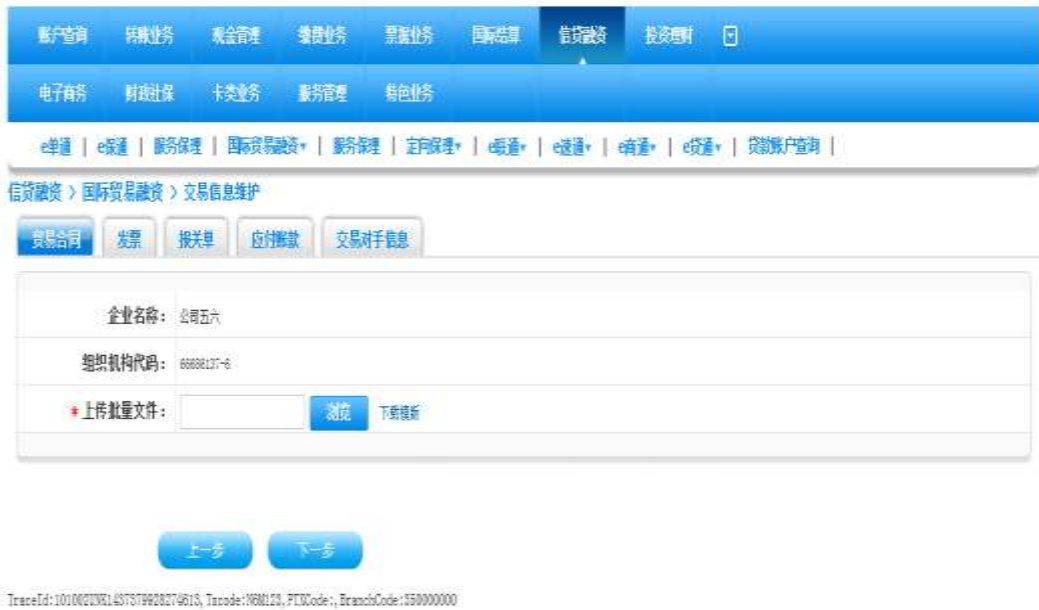 账户查询 转账业务 现金管理 缴费业务 票据业务 国际结算 信贷融资 投资理财
电子商务 财政社保 卡类业务 服务管理 特色业务
e单通 | e保通 | 服务保理 | 国际贸易融资 | 服务保理 | 定向保理 | e贩通 | e速通 | e商通 | e贷通 | 贷款账户查询 |
信贷融资 > 国际贸易融资 > 交易信息维护
贸易合同 发票 报关单 应付账款 交易对手信息
企业名称: 公司五六
组织机构代码:
* 上传批量文件: 浏览 下载模板
上一步 下一步
BranchCode:350000000